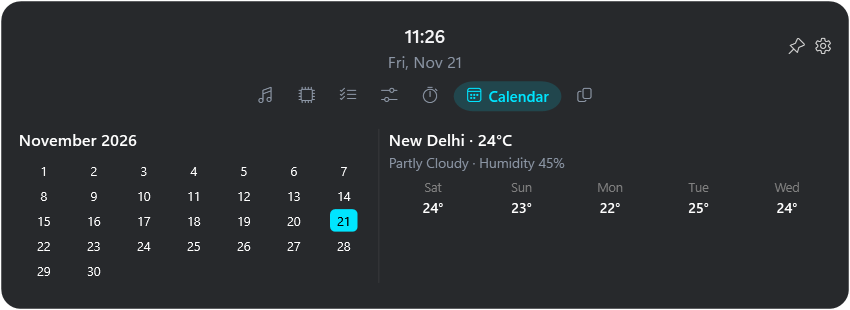 11:26
Fri, Nov 21
Calendar
November 2026
1 2 3 4 5 6 7
8 9 10 11 12 13 14
15 16 17 18 19 20 21
22 23 24 25 26 27 28
29 30
New Delhi · 24°C
Partly Cloudy · Humidity 45%
Sat Sun Mon Tue Wed
24° 23° 22° 25° 24°